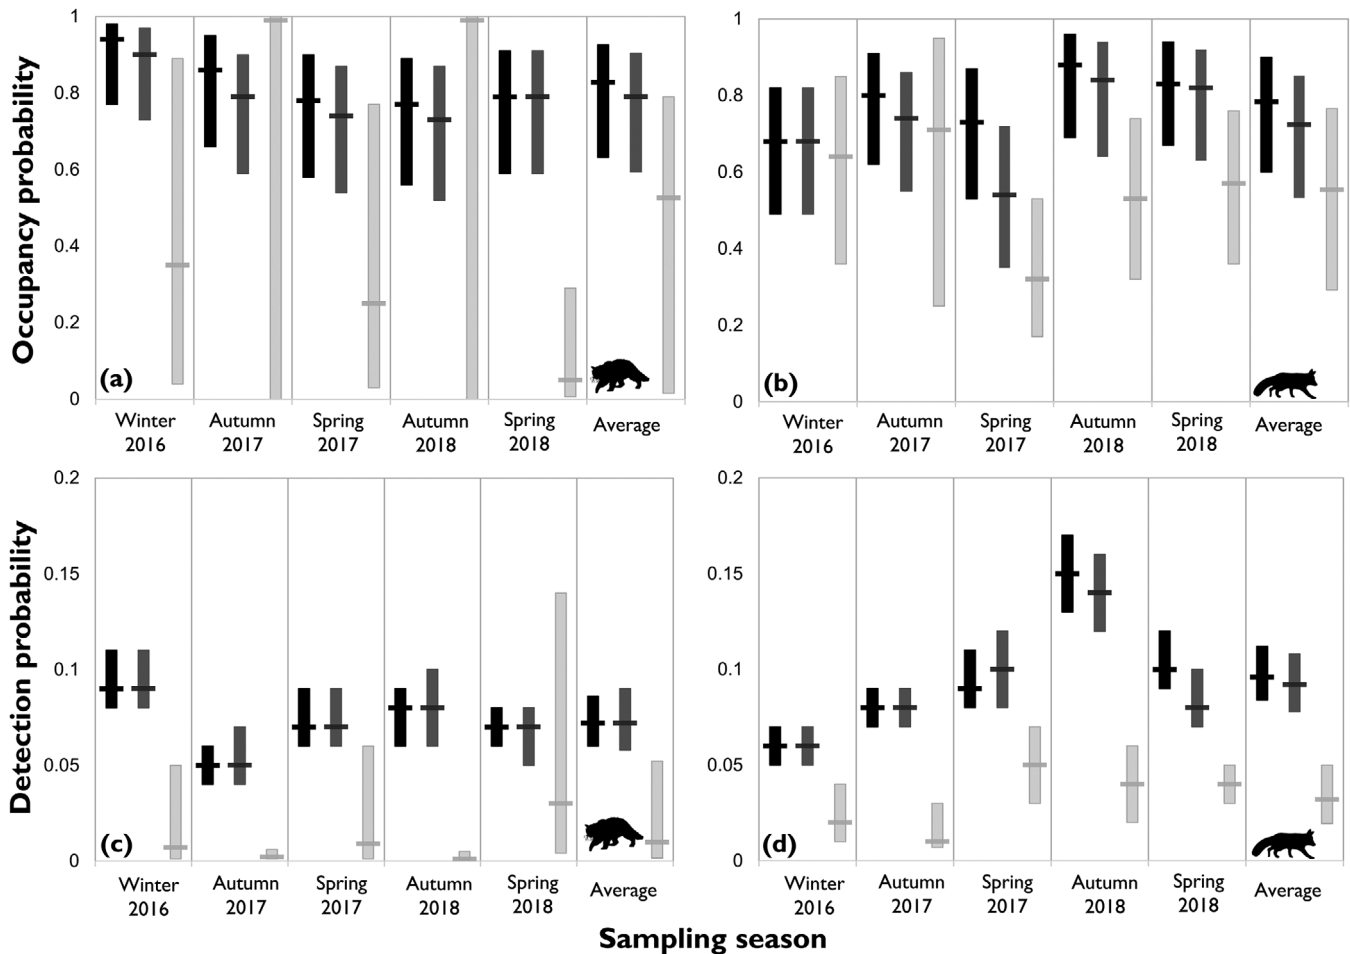 Occupancy probability
1
0.8
0.6
0.4
0.2
0
(a)
Winter 2016
Autumn 2017
Spring 2017
Autumn 2018
Spring 2018
Average
1
0.8
0.6
0.4
0.2
0
(b)
Winter 2016
Autumn 2017
Spring 2017
Autumn 2018
Spring 2018
Average
Detection probability
0.2
0.15
0.1
0.05
0
(c)
Winter 2016
Autumn 2017
Spring 2017
Autumn 2018
Spring 2018
Average
0.2
0.15
0.1
0.05
0
(d)
Winter 2016
Autumn 2017
Spring 2017
Autumn 2018
Spring 2018
Average
Sampling season